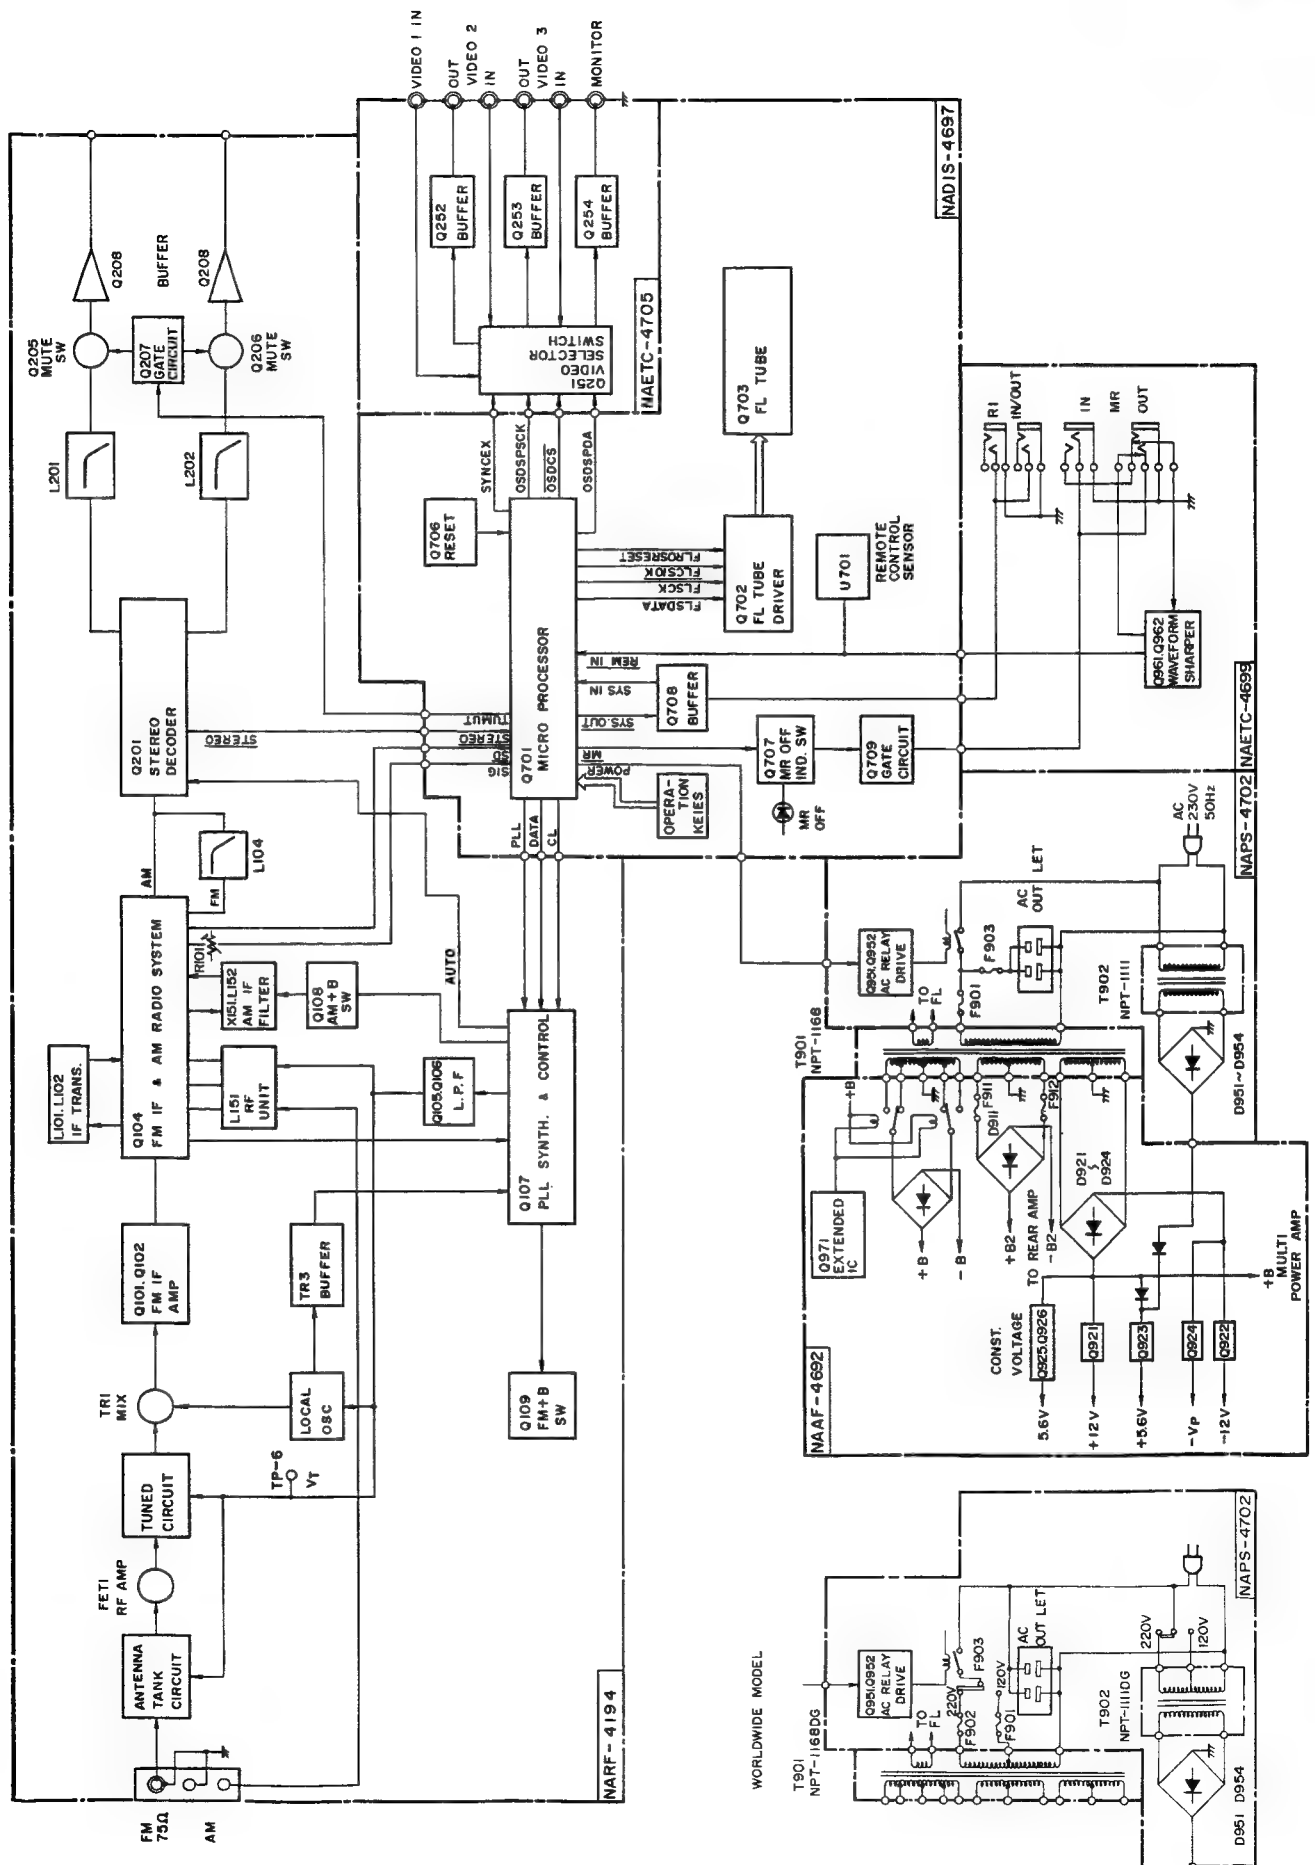 FM
75Ω
AM
ANTENNA
TANK
CIRCUIT
FET1
RF AMP
TUNED
CIRCUIT
TP-6
VT
TR1
MIX
LOCAL
OSC
Q101.Q102
FM IF
AMP
TR3
BUFFER
L101.L102
IF TRANS.
Q104
FM IF & AM RADIO SYSTEM
L151 RF
UNIT
X151.L152
AM IF
FILTER
R101
Q108
AM+B
SW
Q105.Q106
L.P.F
AUTO
Q107
PLL SYNTH. & CONTROL
Q109
FM+B
SW
AM
FM
L104
Q201
STEREO
DECODER
STEREO
L201
L202
Q205
MUTE
SW
Q207
GATE
CIRCUIT
Q206
MUTE
SW
Q208
BUFFER
Q208
NARF-4194
PLL
DATA
CL
Q701
MICRO PROCESSOR
SIG
SD
STEREO
TUMUT
Q706
RESET
SYNCEX
OSDSPSCK
OSDCS
OSDSPDA
POWER
MR
SYS.OUT
SYS IN
REM IN
FLSDATA
FLSCK
FLCSIOK
FLROSRESET
OPERA-
TION
KEIES
Q707
MR OFF
IND. SW
MR
OFF
Q709
GATE
CIRCUIT
Q708
BUFFER
Q702
FL TUBE
DRIVER
Q703
FL TUBE
U701
REMOTE
CONTROL
SENSOR
NADIS-4697
Q251
VIDEO
SELECTOR
SWITCH
Q252
BUFFER
Q253
BUFFER
Q254
BUFFER
VIDEO 1 IN
OUT
VIDEO 2
IN
OUT
VIDEO 3
IN
MONITOR
NAETC-4705
RI
IN/OUT
IN
MR
OUT
Q961.Q962
WAVEFORM
SHARPER
NAETC-4699
NAPS-4702
Q951.Q952
AC RELAY
DRIVE
F903
F901
AC
OUT LET
AC
230V
50Hz
TO
FL
T901
NPT-1168
T902
NPT-1111
D951~D954
+B
Q971
EXTENDED
IC
+B
-B
D911
F911
F912
+B2
TO REAR AMP
-B2
D921
~
D924
CONST.
VOLTAGE
Q925.Q926
Q921
Q923
Q924
Q922
5.6V
+12V
+5.6V
-VP
-12V
+B
MULTI
POWER AMP
NAAF-4692
WORLDWIDE MODEL
T901
NPT-1168DG
Q951.Q952
AC RELAY
DRIVE
TO
FL
220V
F902
F903
120V
F901
AC
OUT LET
T902
NPT-1111DG
220V
120V
D951 D954
NAPS-4702